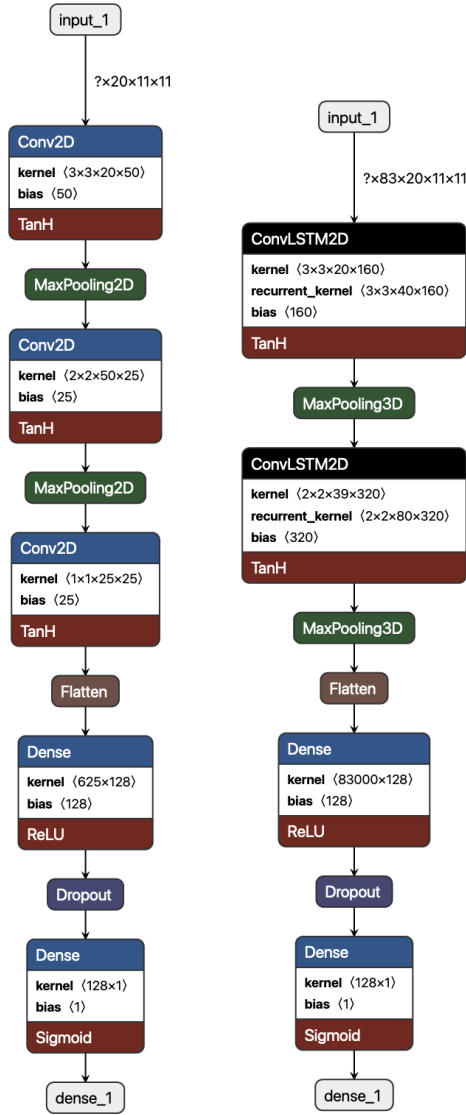 input_1
?×20×11×11
Conv2D
kernel ⟨3×3×20×50⟩
bias ⟨50⟩
TanH
MaxPooling2D
Conv2D
kernel ⟨2×2×50×25⟩
bias ⟨25⟩
TanH
MaxPooling2D
Conv2D
kernel ⟨1×1×25×25⟩
bias ⟨25⟩
TanH
Flatten
Dense
kernel ⟨625×128⟩
bias ⟨128⟩
ReLU
Dropout
Dense
kernel ⟨128×1⟩
bias ⟨1⟩
Sigmoid
dense_1
input_1
?×83×20×11×11
ConvLSTM2D
kernel ⟨3×3×20×160⟩
recurrent_kernel ⟨3×3×40×160⟩
bias ⟨160⟩
TanH
MaxPooling3D
ConvLSTM2D
kernel ⟨2×2×39×320⟩
recurrent_kernel ⟨2×2×80×320⟩
bias ⟨320⟩
TanH
MaxPooling3D
Flatten
Dense
kernel ⟨83000×128⟩
bias ⟨128⟩
ReLU
Dropout
Dense
kernel ⟨128×1⟩
bias ⟨1⟩
Sigmoid
dense_1